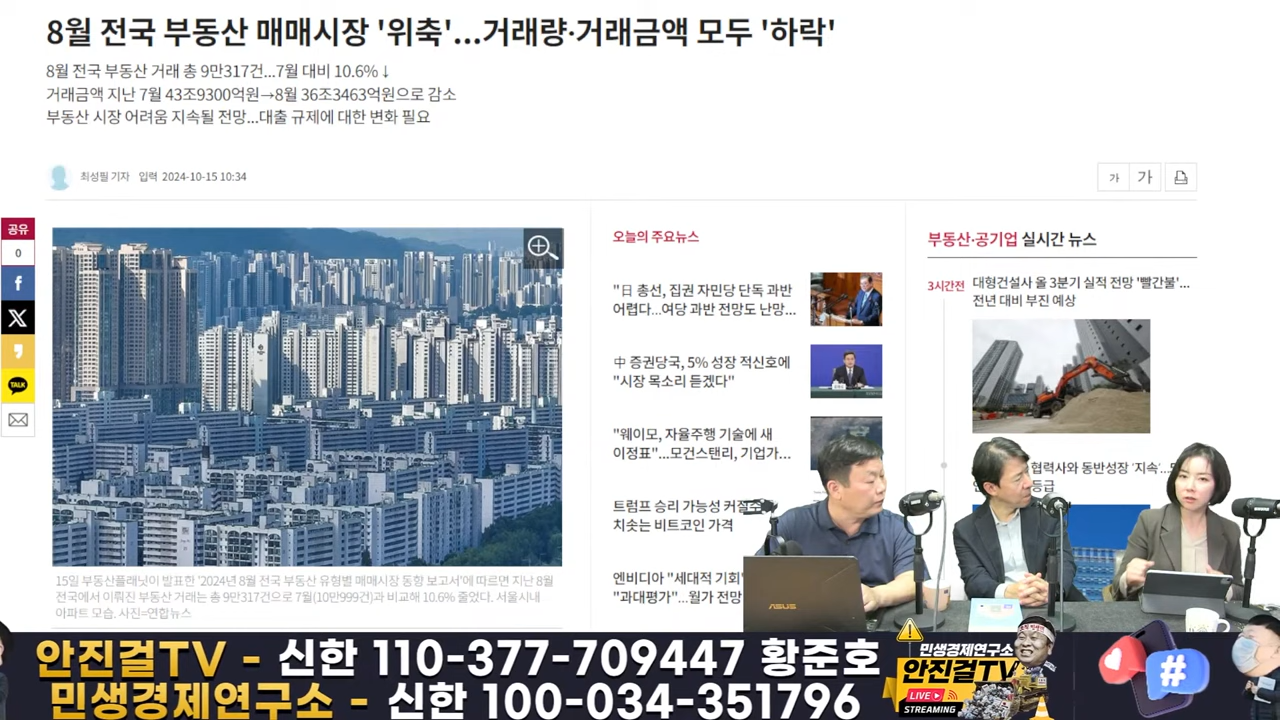 8월 전국 부동산 매매시장 '위축'...거래량·거래금액 모두 '하락'
8월 전국 부동산 거래 총 9만317건...7월 대비 10.6%↓
거래금액 지난 7월 43조9300억원→8월 36조3463억원으로 감소
부동산 시장 어려움 지속될 전망...대출 규제에 대한 변화 필요
최성필 기자 입력 2024-10-15 10:34
가 가
공유
0
f
X
TALK
15일 부동산플래닛이 발표한 '2024년 8월 전국 부동산 유형별 매매시장 동향 보고서'에 따르면 지난 8월
전국에서 이뤄진 부동산 거래는 총 9만317건으로 7월(10만999건)과 비교해 10.6% 줄었다. 서울시내
아파트 모습. 사진=연합뉴스
오늘의 주요뉴스
"日 총선, 집권 자민당 단독 과반
어렵다...여당 과반 전망도 난망...
中 증권당국, 5% 성장 적신호에
"시장 목소리 듣겠다"
"웨이모, 자율주행 기술에 새
이정표"...모건스탠리, 기업가...
트럼프 승리 가능성 커질수
치솟는 비트코인 가격
엔비디아 "세대적 기회
"과대평가"...월가 전망
부동산·공기업 실시간 뉴스
3시간전
대형건설사 올 3분기 실적 전망 '빨간불'...
전년 대비 부진 예상
협력사와 동반성장 '지속'...
등급
ASUS
안진걸TV - 신한 110-377-709447 황준호
민생경제연구소 - 신한 100-034-351796
민생경제연구소
안진걸TV
LIVE
STREAMING
#